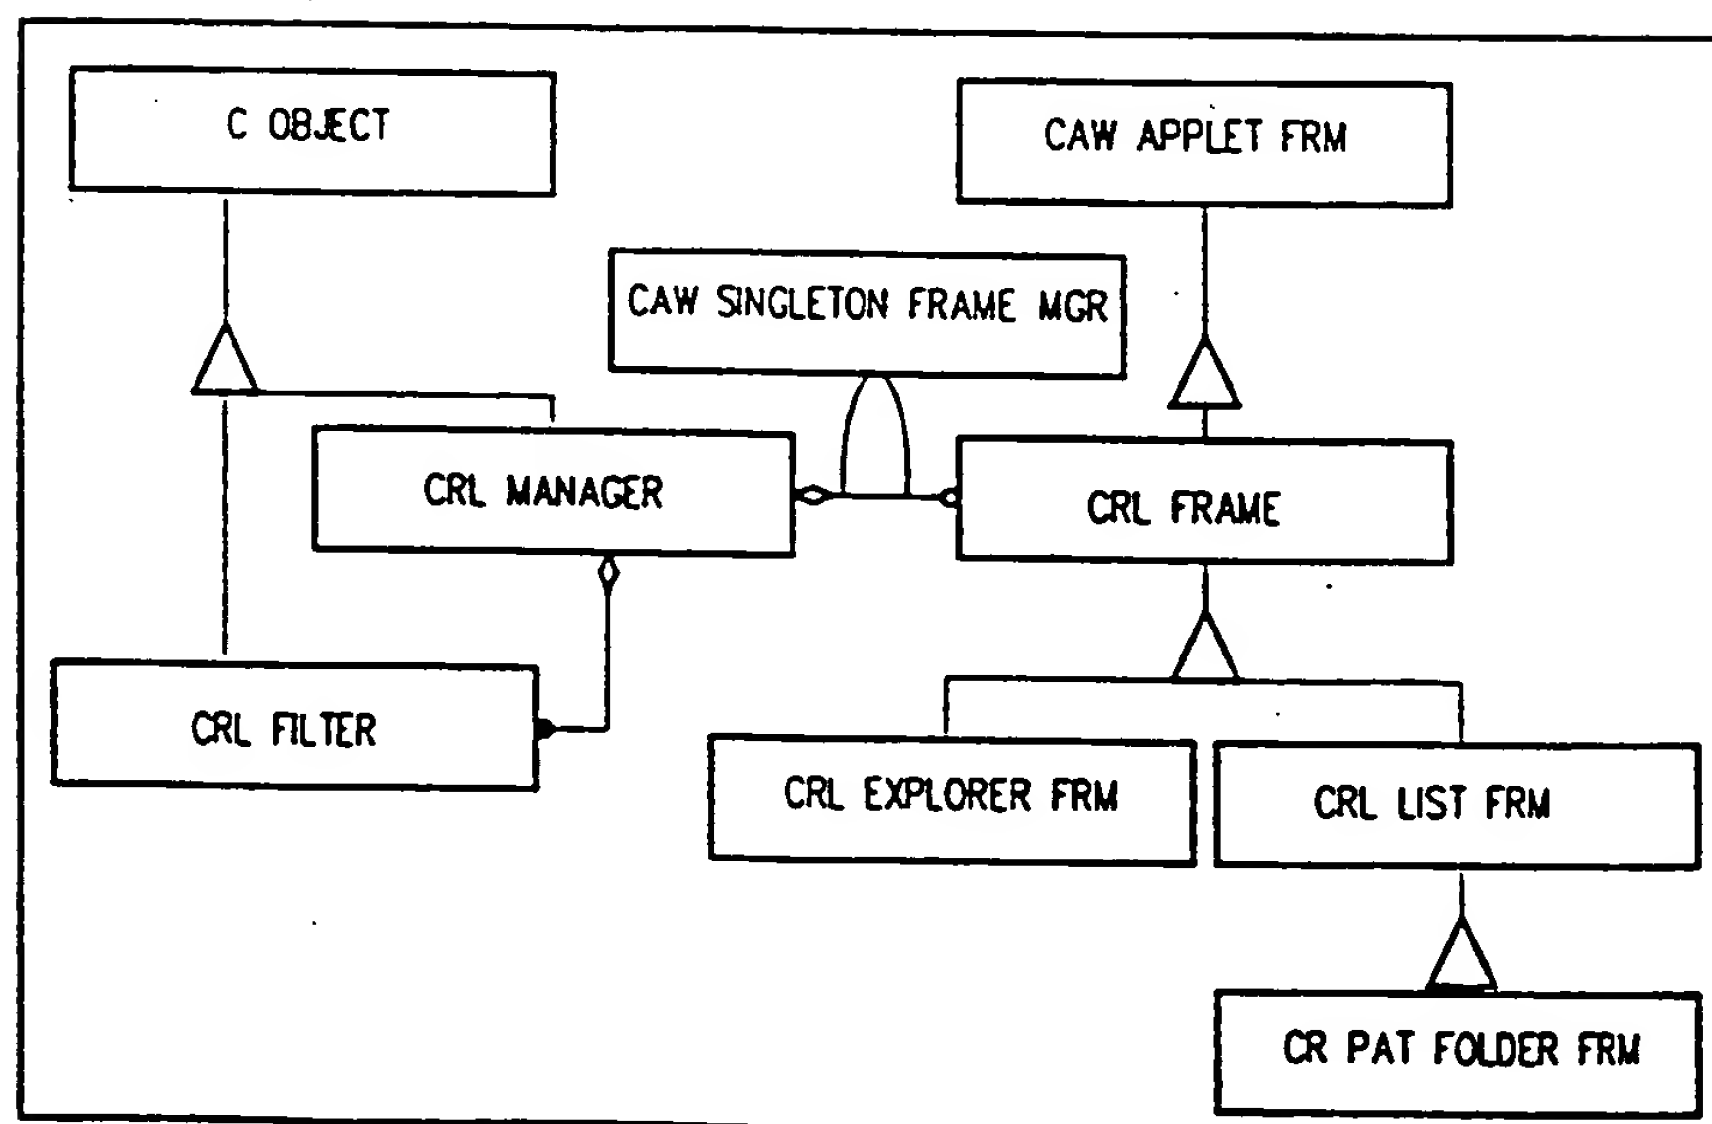 C OBJECT
CAW APPLET FRM
CAW SINGLETON FRAME MGR
CRL MANAGER
CRL FRAME
CRL FILTER
CRL EXPLORER FRM
CRL LIST FRM
CR PAT FOLDER FRM